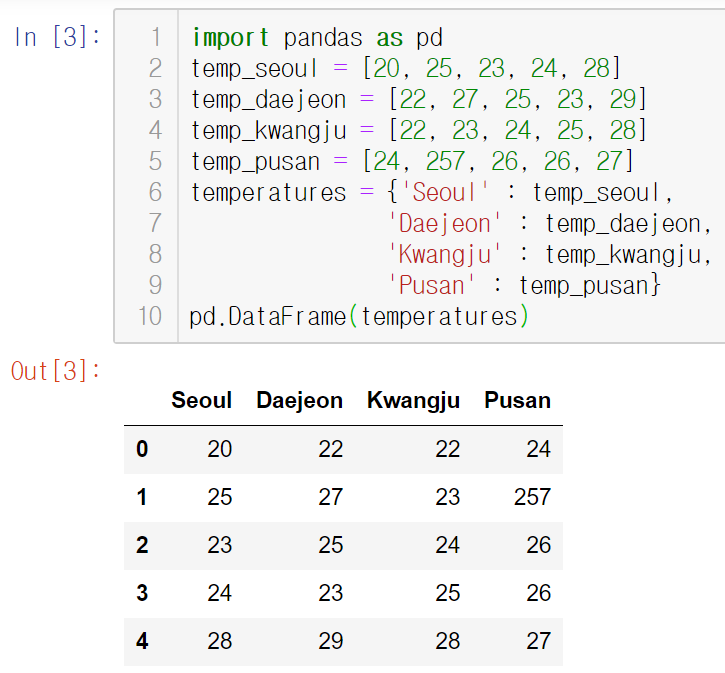 In [3]:
1 import pandas as pd
2 temp_seoul = [20, 25, 23, 24, 28]
3 temp_daejeon = [22, 27, 25, 23, 29]
4 temp_kwangju = [22, 23, 24, 25, 28]
5 temp_pusan = [24, 257, 26, 26, 27]
6 temperatures = {'Seoul' : temp_seoul,
7 'Daejeon' : temp_daejeon,
8 'Kwangju' : temp_kwangju,
9 'Pusan' : temp_pusan}
10 pd.DataFrame(temperatures)
Out[3]:
Seoul Daejeon Kwangju Pusan
0 20 22 22 24
1 25 27 23 257
2 23 25 24 26
3 24 23 25 26
4 28 29 28 27